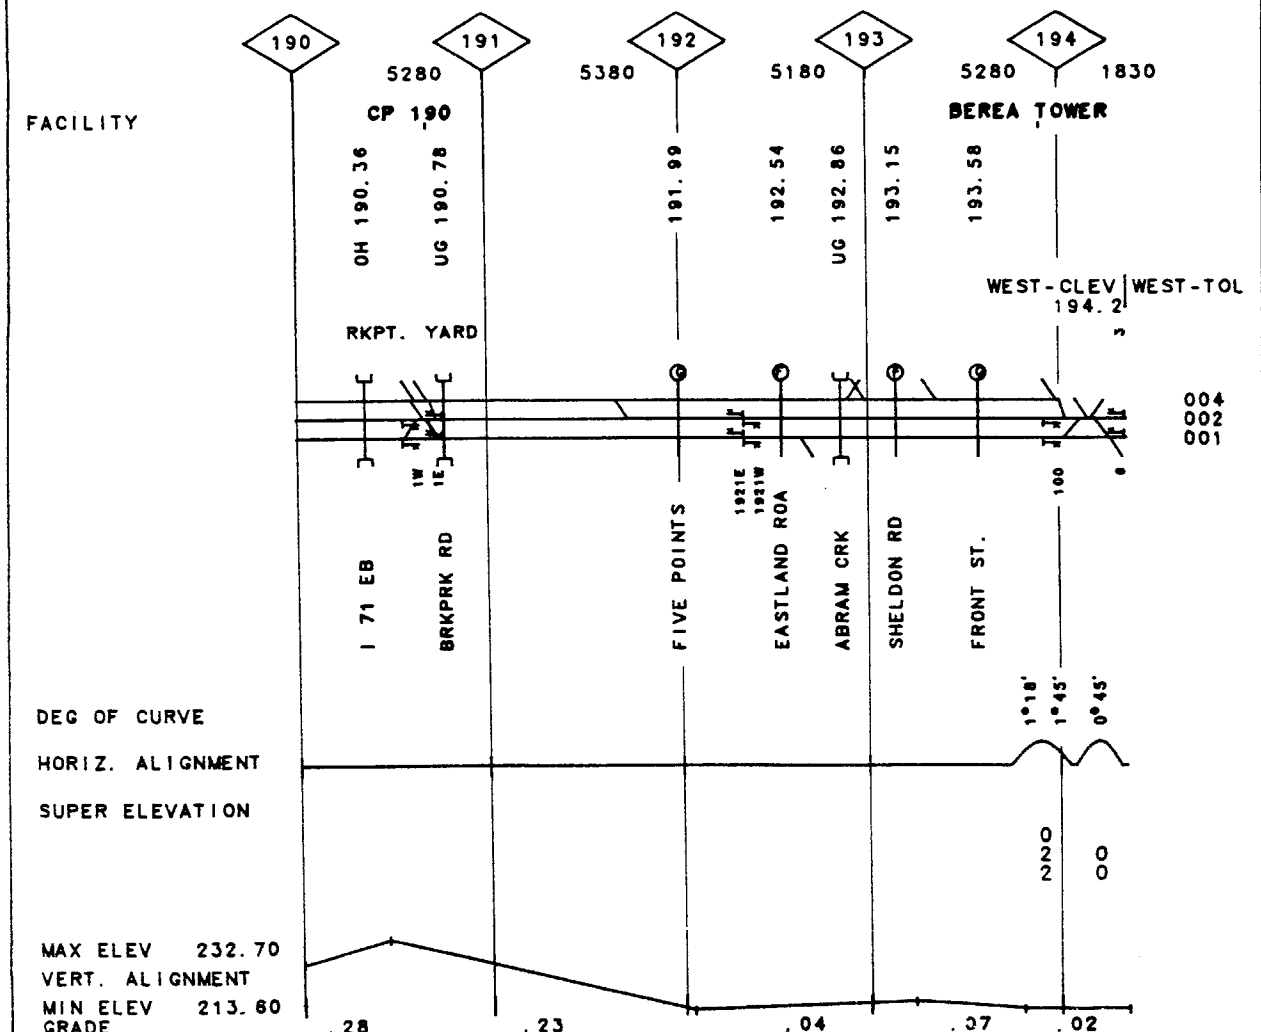 190 191 192 193 194
5280 5380 5180 5280 1830
FACILITY CP 190 BEREA TOWER
OH 190.36
UG 190.78
191.99
192.54
UG 192.86
193.15
193.58
WEST-CLEV WEST-TOL
194.2
3
RKPT. YARD
G F F G
004
002
001
1W
1E
1921E
1921W
100
I 71 EB
BRKPRK RD
FIVE POINTS
EASTLAND ROA
ABRAM CRK
SHELDON RD
FRONT ST.
1°18'
1°45'
0°45'
DEG OF CURVE
HORIZ. ALIGNMENT
SUPER ELEVATION
0
2 0
2 0
MAX ELEV 232.70
VERT. ALIGNMENT
MIN ELEV 213.60
GRADE .28 .23 .04 .07 .02